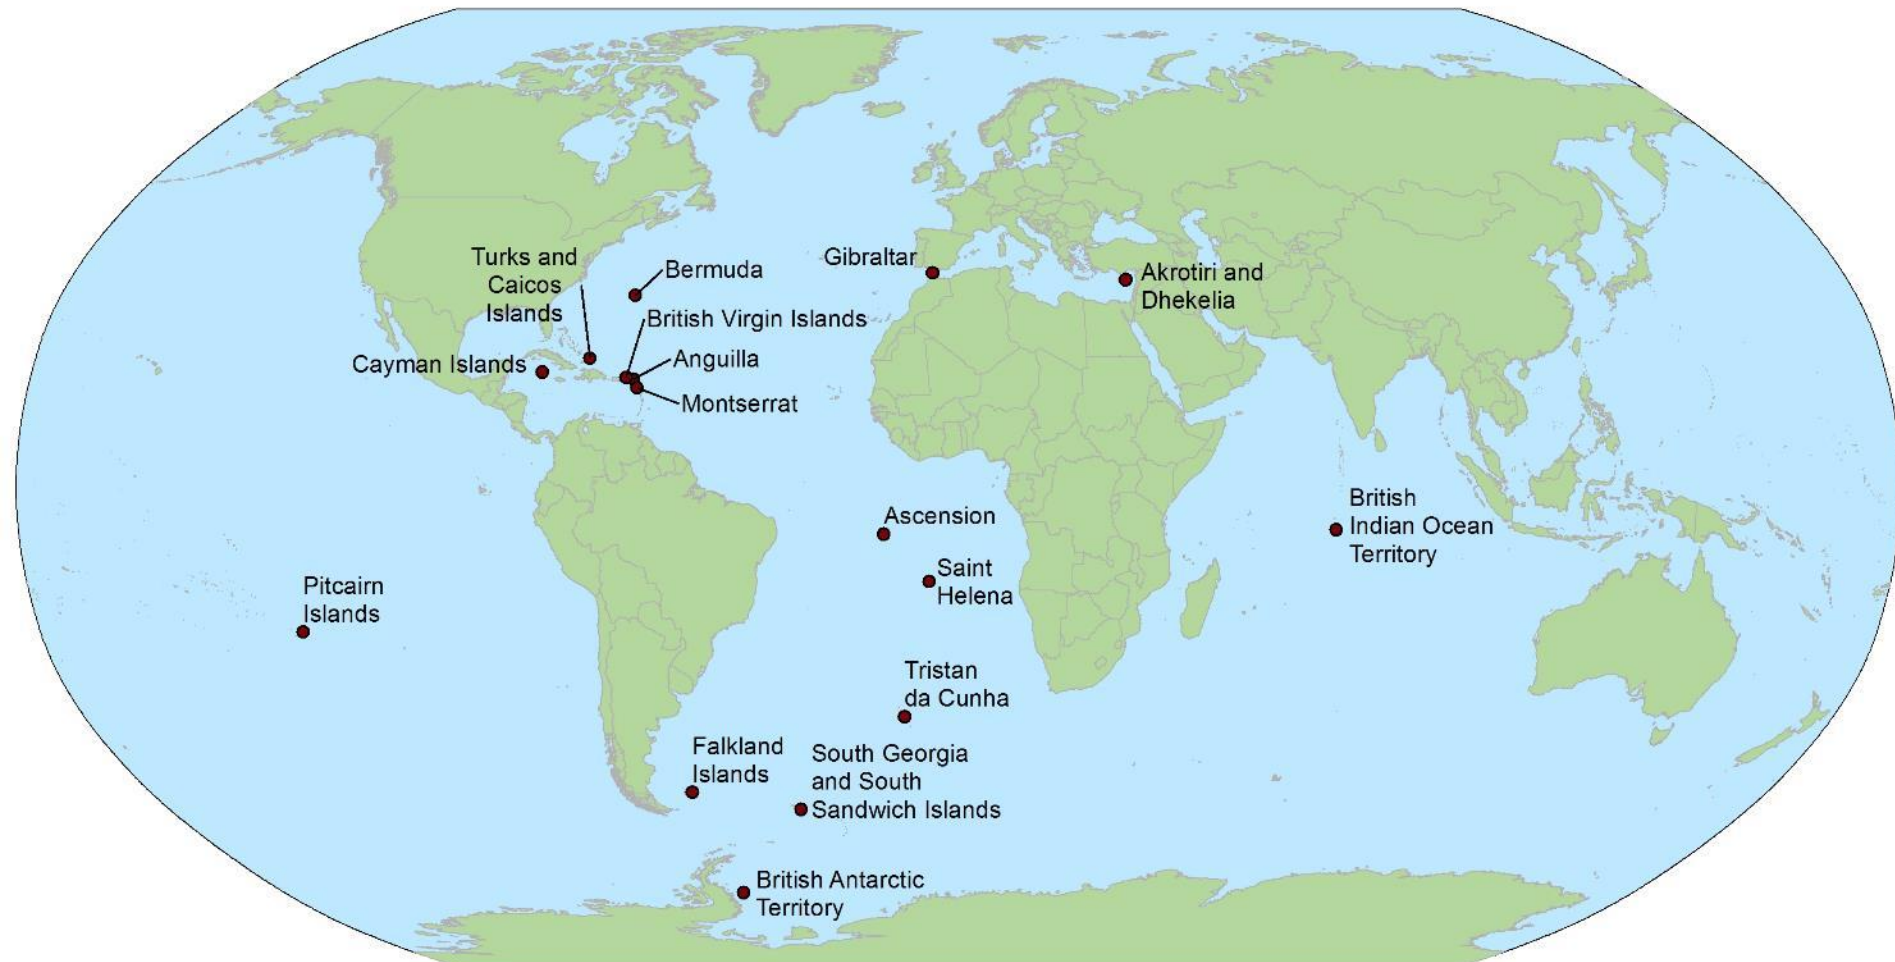 Turks and
Caicos
Islands
Bermuda
Gibraltar
Akrotiri and
Dhekelia
British Virgin Islands
Cayman Islands
Anguilla
Montserrat
Ascension
British
Indian Ocean
Territory
Saint
Helena
Pitcairn
Islands
Tristan
da Cunha
Falkland
Islands
South Georgia
and South
Sandwich Islands
British Antarctic
Territory